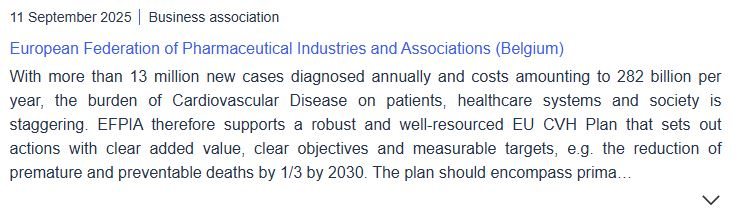 11 September 2025 | Business association
European Federation of Pharmaceutical Industries and Associations (Belgium)
With more than 13 million new cases diagnosed annually and costs amounting to 282 billion per
year, the burden of Cardiovascular Disease on patients, healthcare systems and society is
staggering. EFPIA therefore supports a robust and well-resourced EU CVH Plan that sets out
actions with clear added value, clear objectives and measurable targets, e.g. the reduction of
premature and preventable deaths by 1/3 by 2030. The plan should encompass prima…